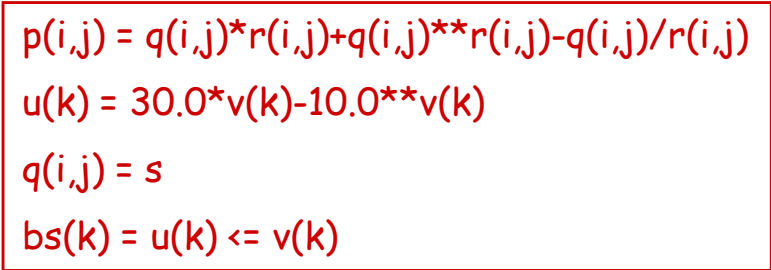 p(i,j) = q(i,j)*r(i,j)+q(i,j)**r(i,j)-q(i,j)/r(i,j)
u(k) = 30.0*v(k)-10.0**v(k)
q(i,j) = s
bs(k) = u(k) <= v(k)